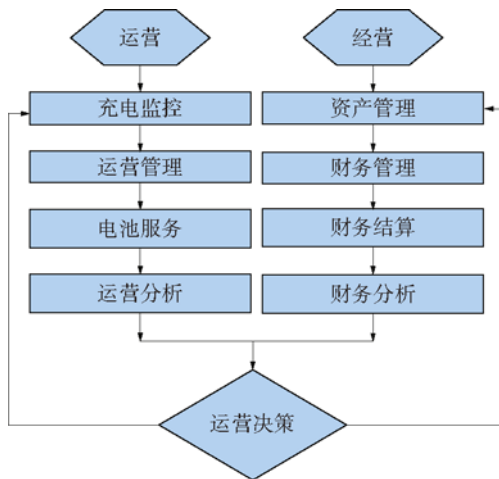 运营
经营
充电监控
资产管理
运营管理
财务管理
电池服务
财务结算
运营分析
财务分析
运营决策